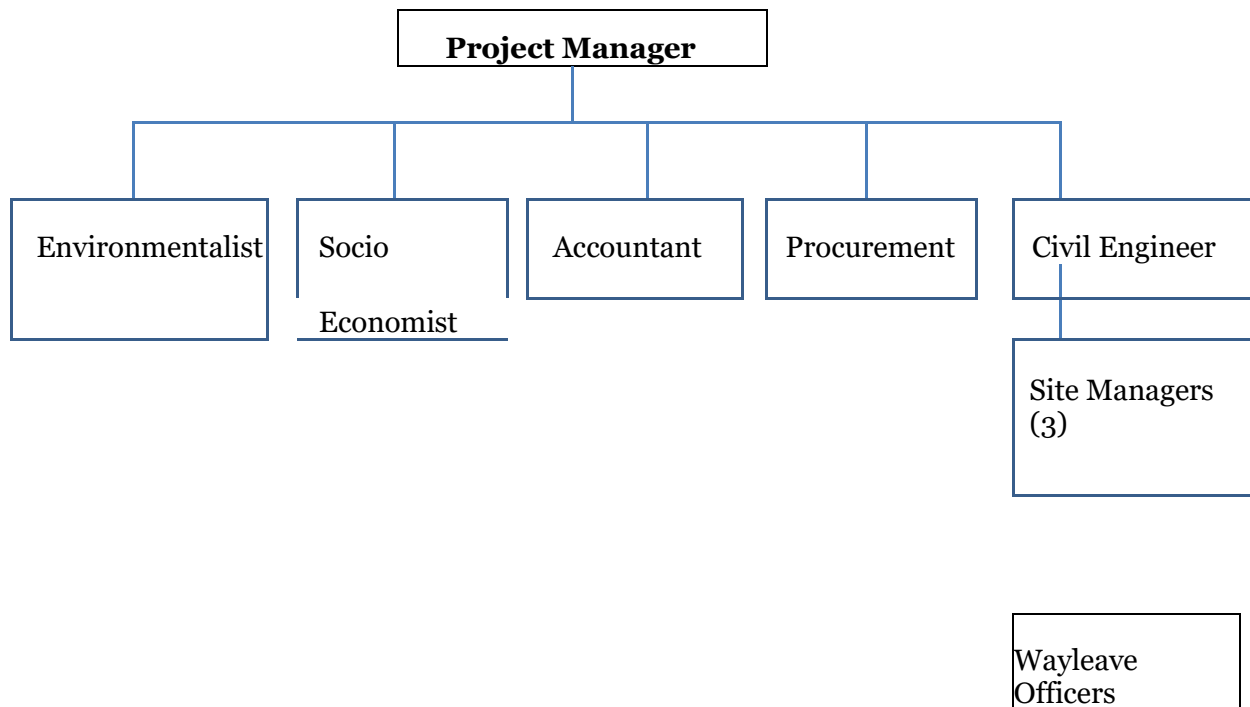 Project Manager
Environmentalist
Socio
Economist
Accountant
Procurement
Civil Engineer
Site Managers
(3)
Wayleave
Officers